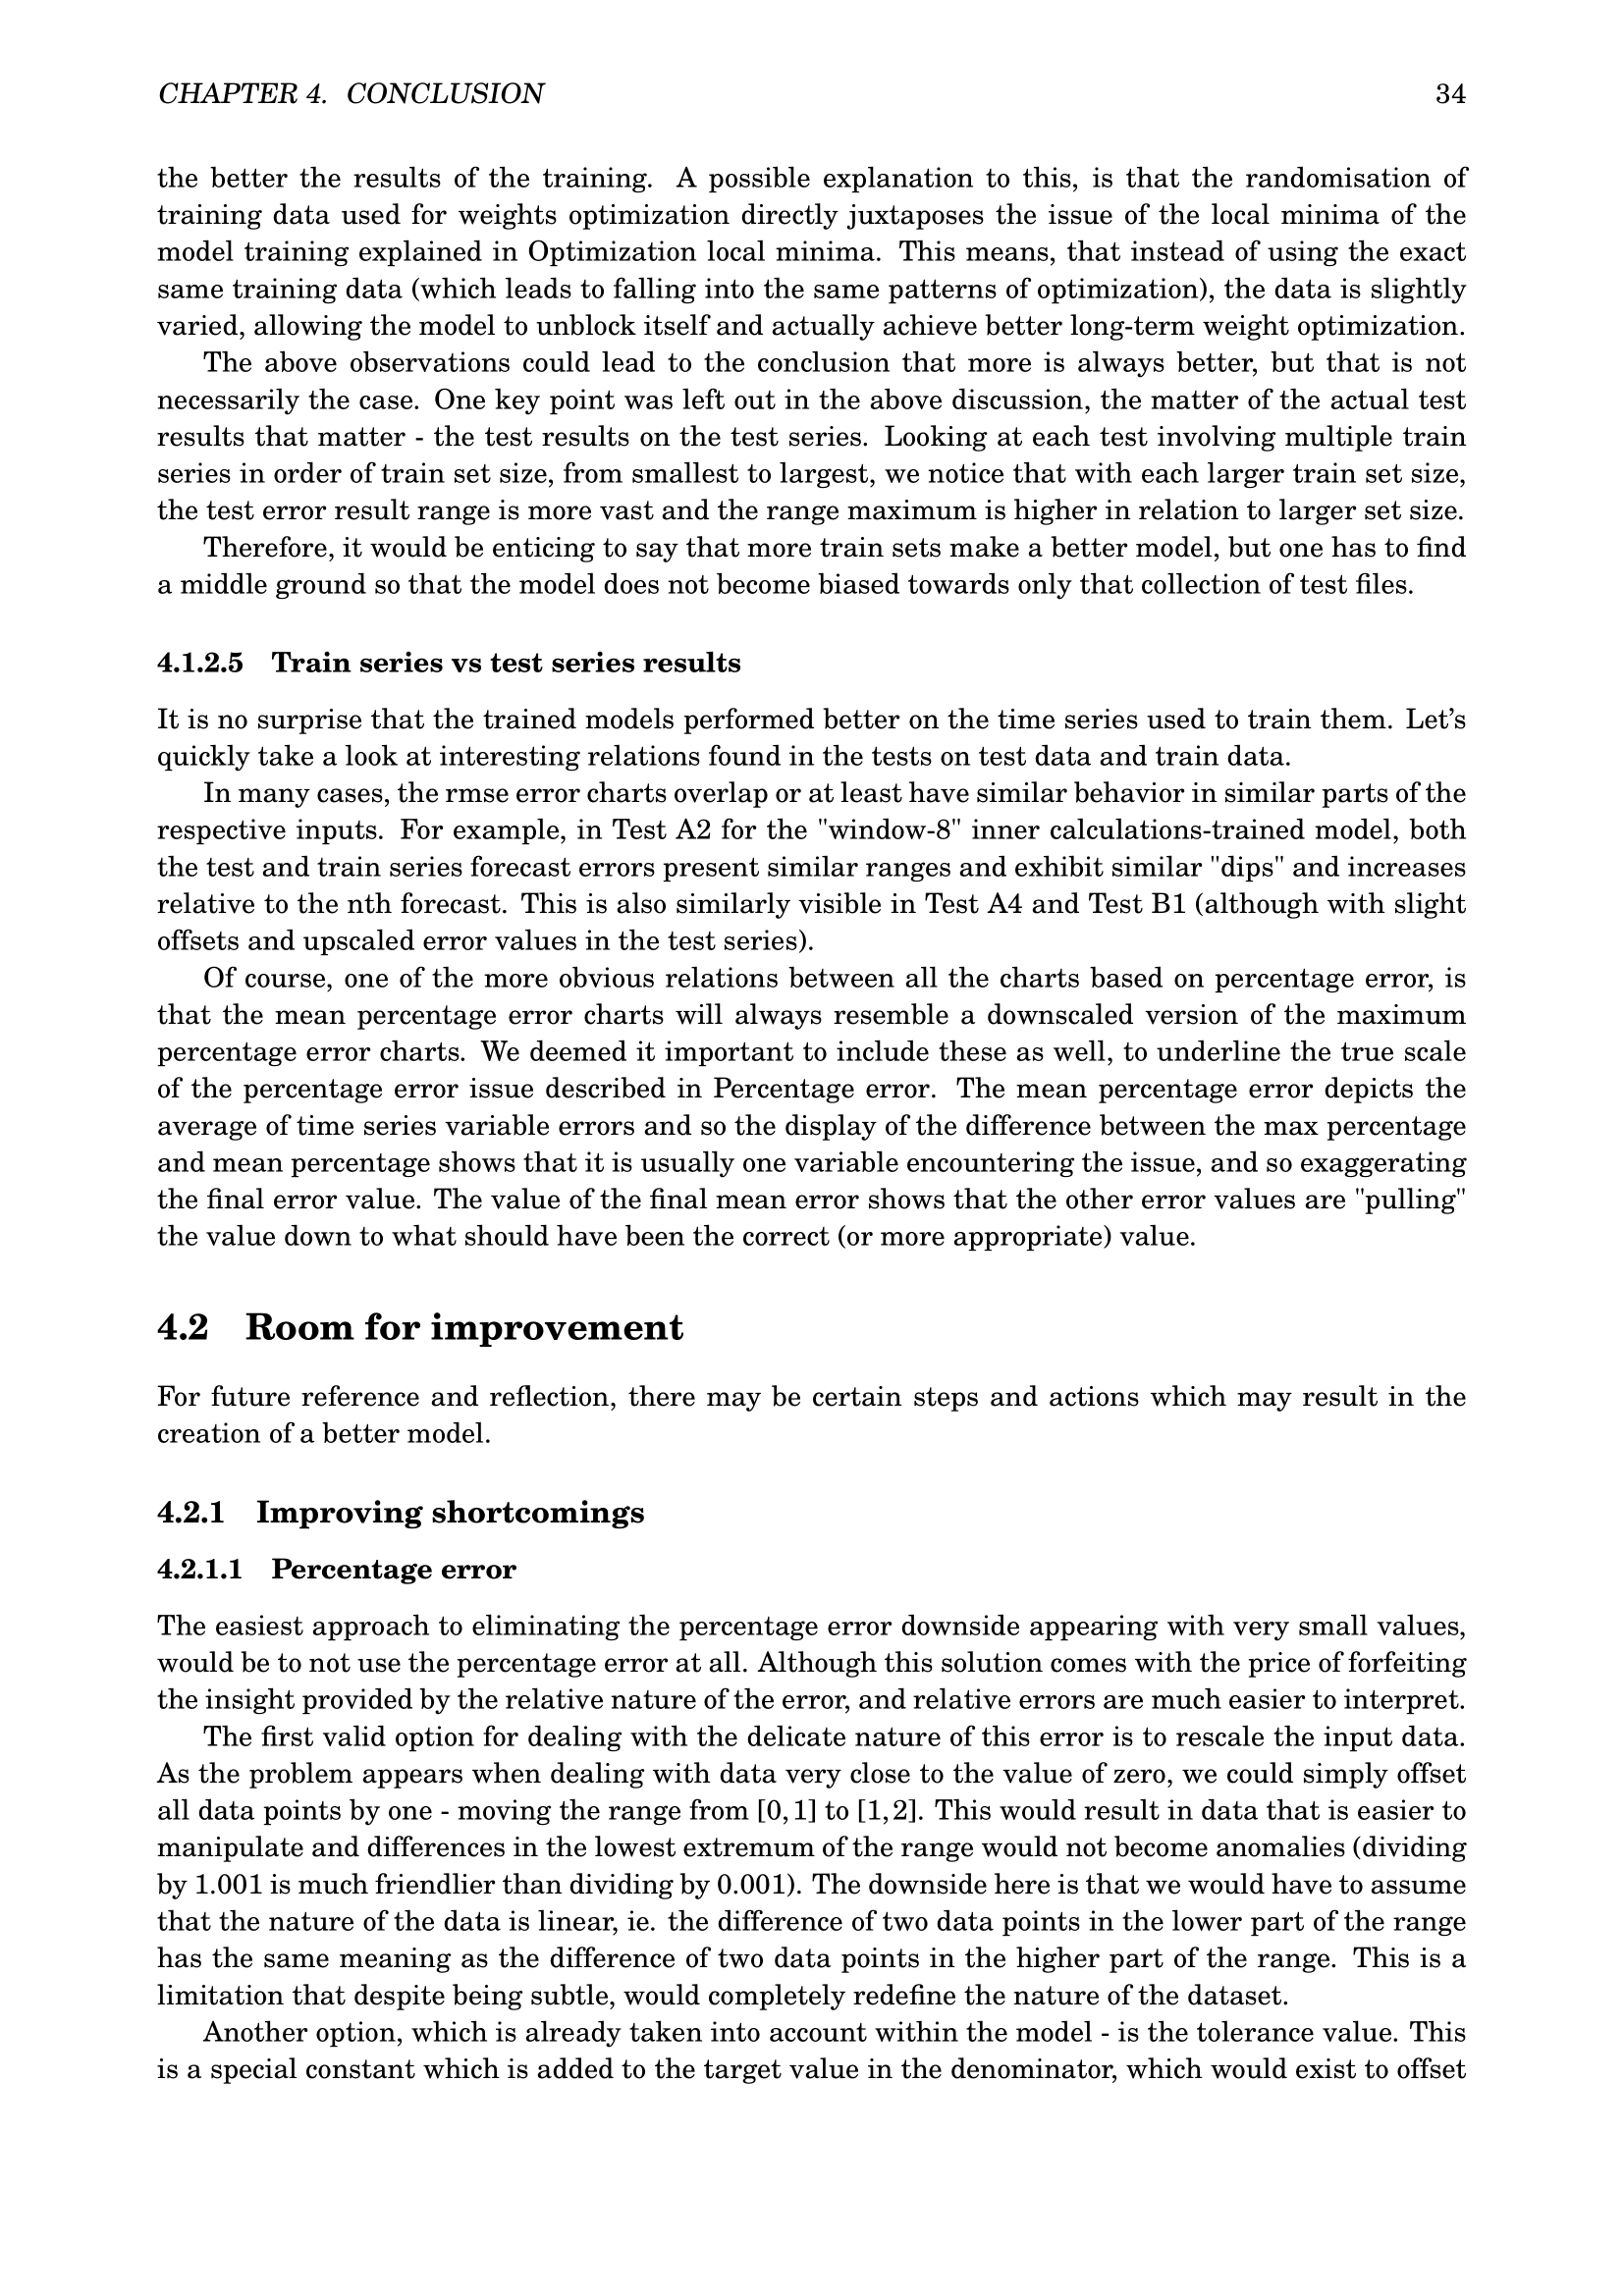 CHAPTER 4. CONCLUSION 34
the better the results of the training. A possible explanation to this, is that the randomisation of
training data used for weights optimization directly juxtaposes the issue of the local minima of the
model training explained in Optimization local minima. This means, that instead of using the exact
same training data (which leads to falling into the same patterns of optimization), the data is slightly
varied, allowing the model to unblock itself and actually achieve better long-term weight optimization.
The above observations could lead to the conclusion that more is always better, but that is not
necessarily the case. One key point was left out in the above discussion, the matter of the actual test
results that matter - the test results on the test series. Looking at each test involving multiple train
series in order of train set size, from smallest to largest, we notice that with each larger train set size,
the test error result range is more vast and the range maximum is higher in relation to larger set size.
Therefore, it would be enticing to say that more train sets make a better model, but one has to find
a middle ground so that the model does not become biased towards only that collection of test files.
4.1.2.5 Train series vs test series results
It is no surprise that the trained models performed better on the time series used to train them. Let's
quickly take a look at interesting relations found in the tests on test data and train data.
In many cases, the rmse error charts overlap or at least have similar behavior in similar parts of the
respective inputs. For example, in Test A2 for the "window-8" inner calculations-trained model, both
the test and train series forecast errors present similar ranges and exhibit similar "dips" and increases
relative to the nth forecast. This is also similarly visible in Test A4 and Test B1 (although with slight
offsets and upscaled error values in the test series).
Of course, one of the more obvious relations between all the charts based on percentage error, is
that the mean percentage error charts will always resemble a downscaled version of the maximum
percentage error charts. We deemed it important to include these as well, to underline the true scale
of the percentage error issue described in Percentage error. The mean percentage error depicts the
average of time series variable errors and so the display of the difference between the max percentage
and mean percentage shows that it is usually one variable encountering the issue, and so exaggerating
the final error value. The value of the final mean error shows that the other error values are "pulling"
the value down to what should have been the correct (or more appropriate) value.
4.2 Room for improvement
For future reference and reflection, there may be certain steps and actions which may result in the
creation of a better model.
4.2.1 Improving shortcomings
4.2.1.1 Percentage error
The easiest approach to eliminating the percentage error downside appearing with very small values,
would be to not use the percentage error at all. Although this solution comes with the price of forfeiting
the insight provided by the relative nature of the error, and relative errors are much easier to interpret.
The first valid option for dealing with the delicate nature of this error is to rescale the input data.
As the problem appears when dealing with data very close to the value of zero, we could simply offset
all data points by one - moving the range from [0,1] to [1,2]. This would result in data that is easier to
manipulate and differences in the lowest extremum of the range would not become anomalies (dividing
by 1.001 is much friendlier than dividing by 0.001). The downside here is that we would have to assume
that the nature of the data is linear, ie. the difference of two data points in the lower part of the range
has the same meaning as the difference of two data points in the higher part of the range. This is a
limitation that despite being subtle, would completely redefine the nature of the dataset.
Another option, which is already taken into account within the model - is the tolerance value. This
is a special constant which is added to the target value in the denominator, which would exist to offset